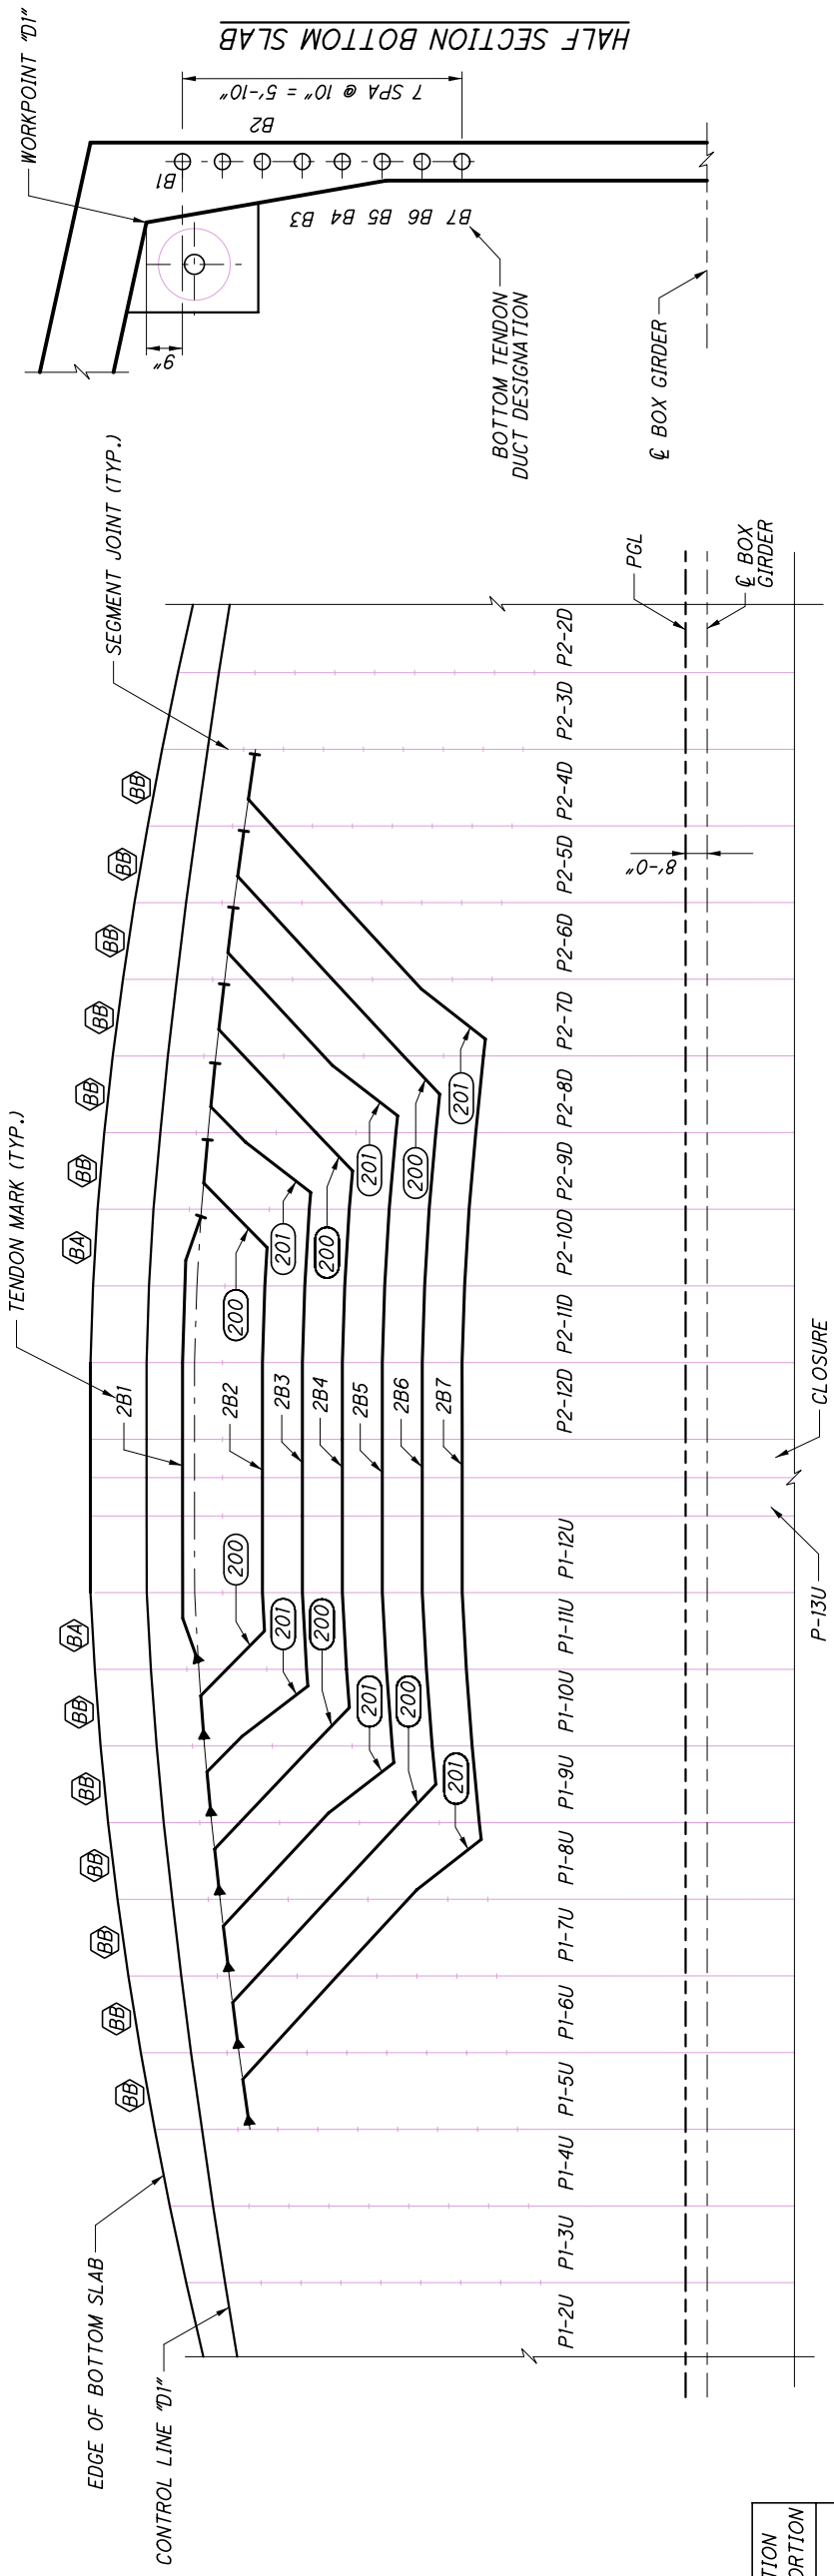 EDGE OF BOTTOM SLAB
CONTROL LINE "D1"
TENDON MARK (TYP.)
SEGMENT JOINT (TYP.)
WORKPOINT "D1"
BB
BB
BB
BB
BB
BB
BA
BA
BB
BB
BB
BB
BB
BB
2B1
2B2
2B3
2B4
2B5
2B6
2B7
200
201
200
201
200
201
200
201
200
201
200
201
P1-2U
P1-3U
P1-4U
P1-5U
P1-6U
P1-7U
P1-8U
P1-9U
P1-10U
P1-11U
P1-12U
P2-12D
P2-11D
P2-10D
P2-9D
P2-8D
P2-7D
P2-6D
P2-5D
P2-4D
P2-3D
P2-2D
8'-0"
PGL
℄ BOX
GIRDER
P-13U
CLOSURE
9"
B1
B2
B3
B4
B5
B6
B7
7 SPA @ 10" = 5'-10"
BOTTOM TENDON
DUCT DESIGNATION
℄ BOX GIRDER
HALF SECTION BOTTOM SLAB
TION
ORTION